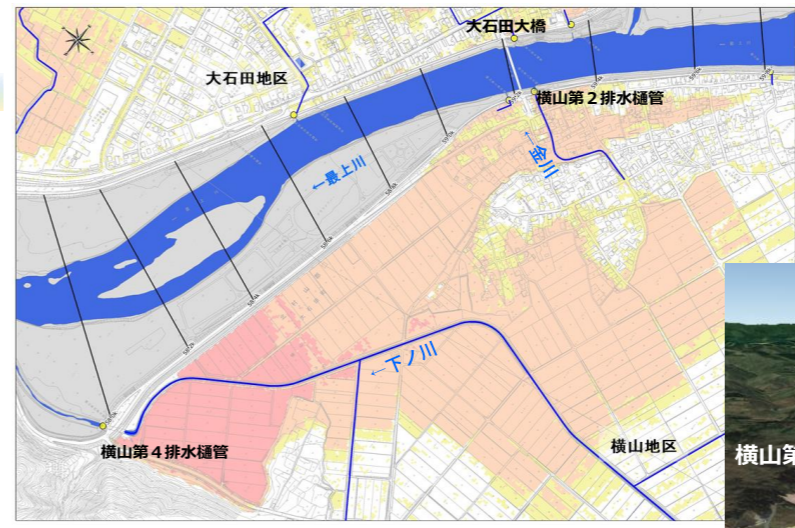 大石田大橋
大石田地区
横山第２排水樋管
←金川
←最上川
←下ノ川
横山地区
横山第４排水樋管
横山第